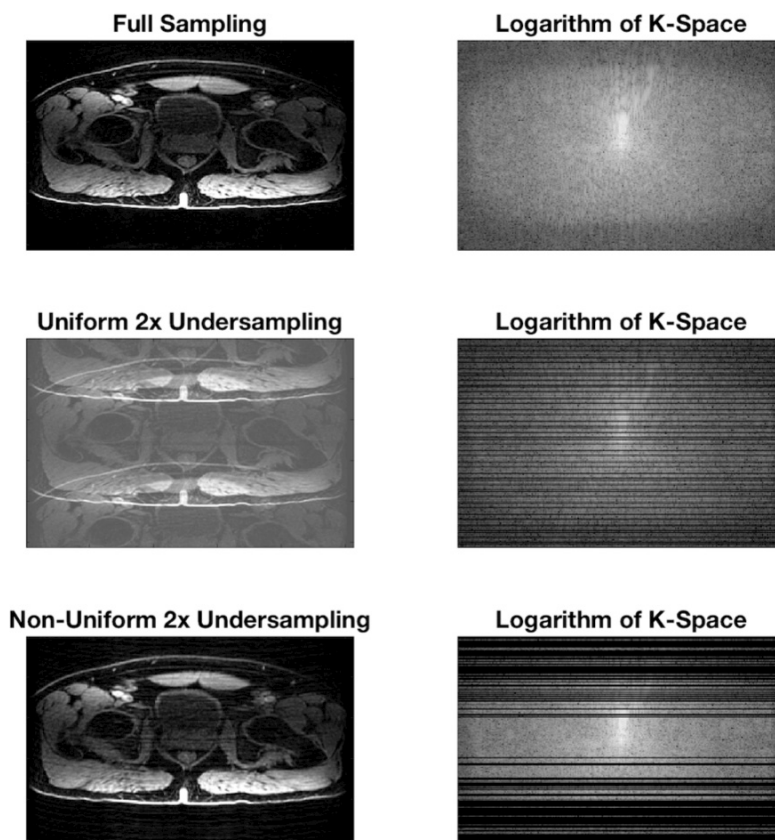 Full Sampling
Logarithm of K-Space
Uniform 2x Undersampling
Logarithm of K-Space
Non-Uniform 2x Undersampling
Logarithm of K-Space